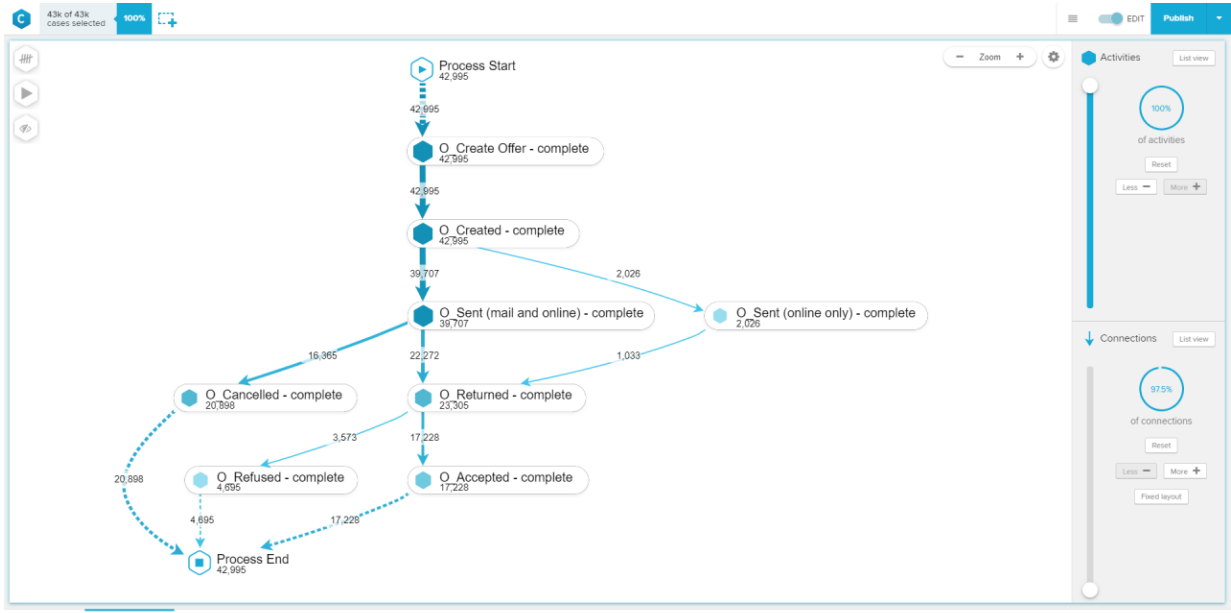 C
43k of 43k
cases selected
100%
EDIT
Publish
Zoom
Process Start
42,995
42,995
O_Create Offer - complete
42,995
42,995
O_Created - complete
42,995
39,707
2,026
O_Sent (mail and online) - complete
39,707
O_Sent (online only) - complete
2,026
16,365
22,272
1,033
O_Cancelled - complete
20,898
O_Returned - complete
23,305
3,573
17,228
20,898
O_Refused - complete
4,695
O_Accepted - complete
17,228
4,695
17,228
Process End
42,995
Activities
List view
100%
of activities
Reset
Less −
More +
Connections
List view
97.5%
of connections
Reset
Less −
More +
Fixed layout